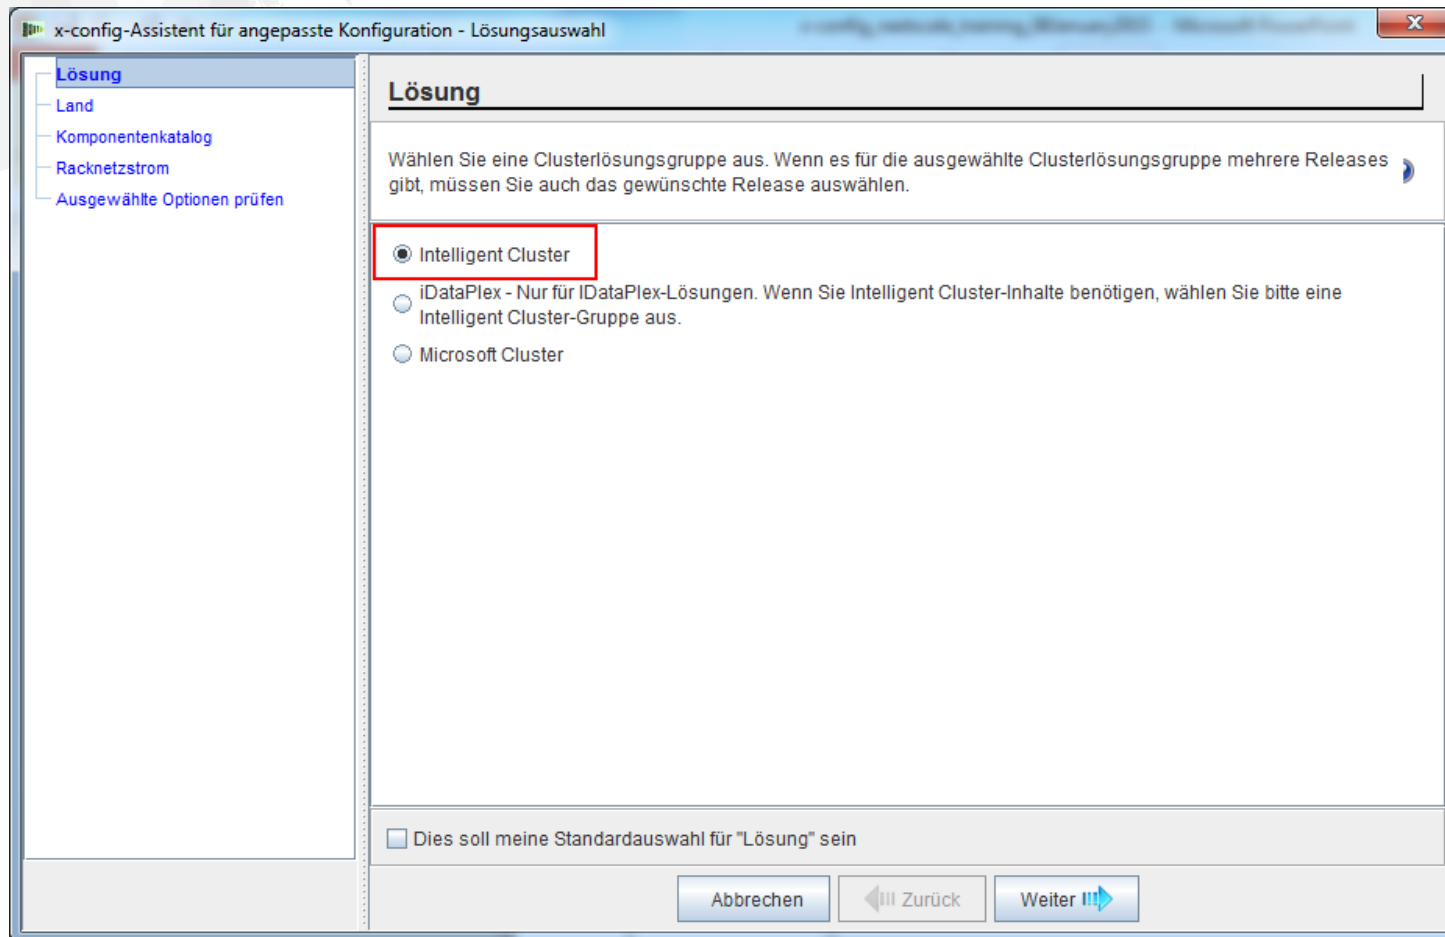 x-config-Assistent für angepasste Konfiguration - Lösungsauswahl
x
Lösung
Land
Komponentenkatalog
Racknetzstrom
Ausgewählte Optionen prüfen
Lösung
Wählen Sie eine Clusterlösungsgruppe aus. Wenn es für die ausgewählte Clusterlösungsgruppe mehrere Releases
gibt, müssen Sie auch das gewünschte Release auswählen.
Intelligent Cluster
iDataPlex - Nur für IDataPlex-Lösungen. Wenn Sie Intelligent Cluster-Inhalte benötigen, wählen Sie bitte eine
Intelligent Cluster-Gruppe aus.
Microsoft Cluster
Dies soll meine Standardauswahl für "Lösung" sein
Abbrechen
Zurück
Weiter